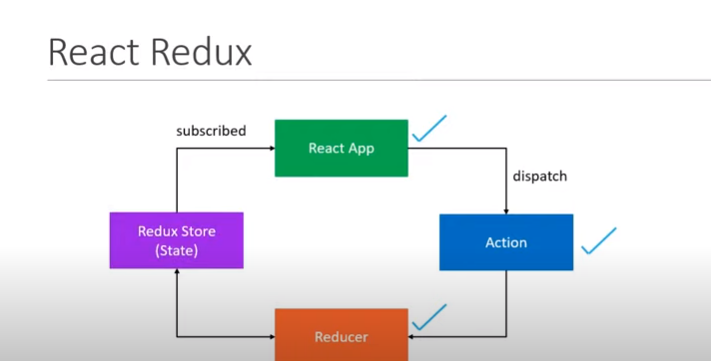 React Redux
subscribed
React App
dispatch
Redux Store
(State)
Action
Reducer